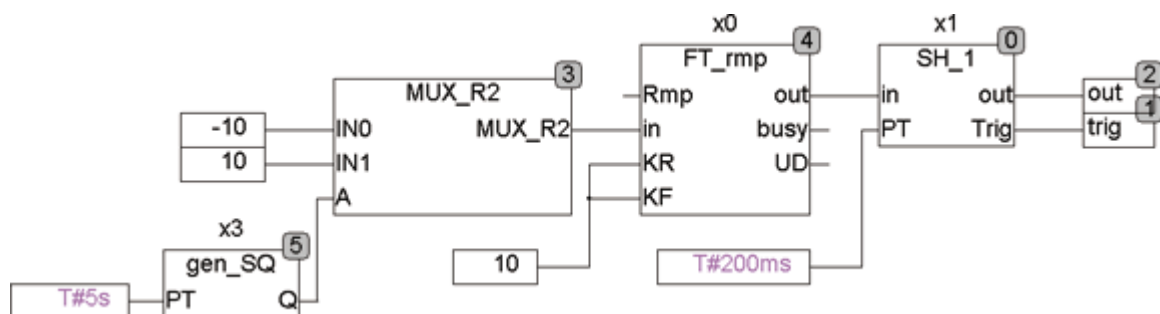 x0 x1
4 0
FT_rmp SH_1
3
MUX_R2
2
Rmp out in out out
1
-10 IN0 MUX_R2 in busy PT Trig trig
10 IN1 KR UD
A KF
x3
5
gen_SQ 10 T#200ms
T#5s PT Q